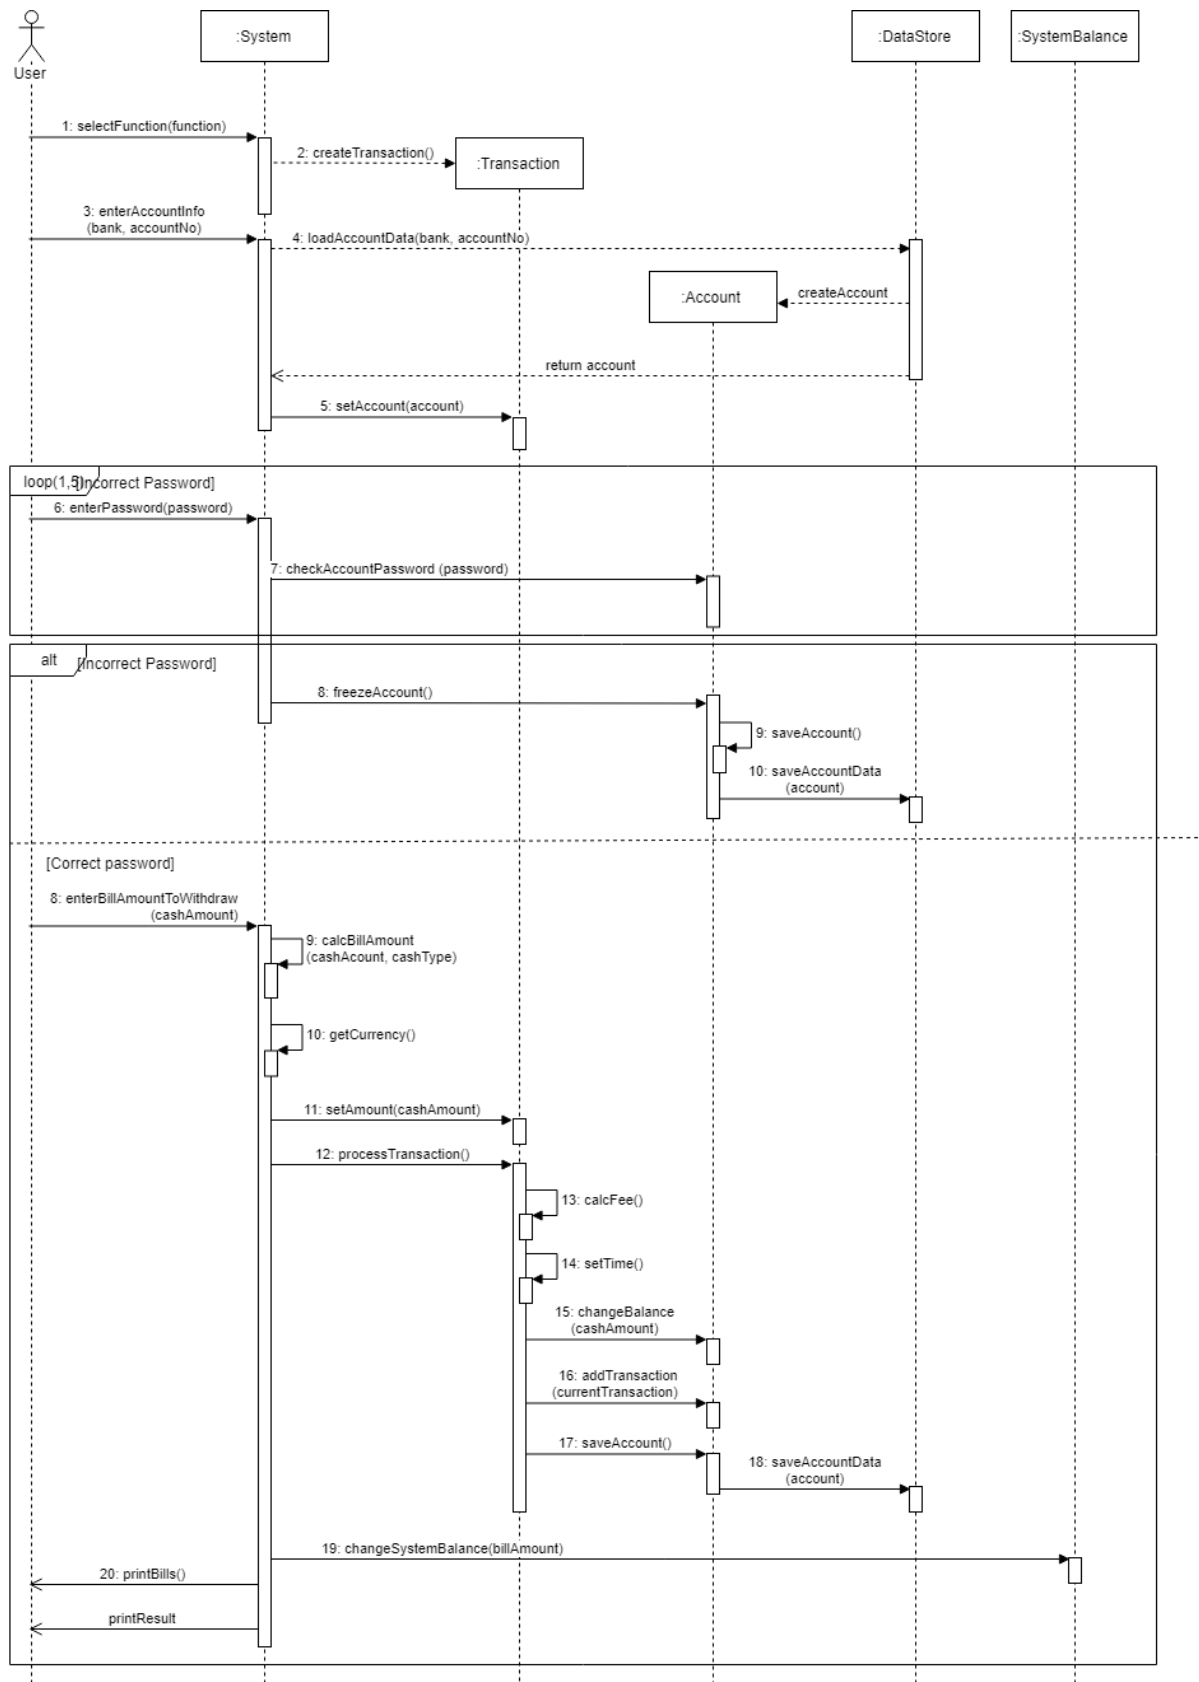 :System
:DataStore
:SystemBalance
User
1: selectFunction(function)
2: createTransaction()
:Transaction
3: enterAccountInfo
(bank, accountNo)
4: loadAccountData(bank, accountNo)
:Account
createAccount
return account
5: setAccount(account)
loop(1,5)
[Incorrect Password]
6: enterPassword(password)
7: checkAccountPassword (password)
alt
[Incorrect Password]
8: freezeAccount()
9: saveAccount()
10: saveAccountData
(account)
[Correct password]
8: enterBillAmountToWithdraw
(cashAmount)
9: calcBillAmount
(cashAcount, cashType)
10: getCurrency()
11: setAmount(cashAmount)
12: processTransaction()
13: calcFee()
14: setTime()
15: changeBalance
(cashAmount)
16: addTransaction
(currentTransaction)
17: saveAccount()
18: saveAccountData
(account)
19: changeSystemBalance(billAmount)
20: printBills()
printResult